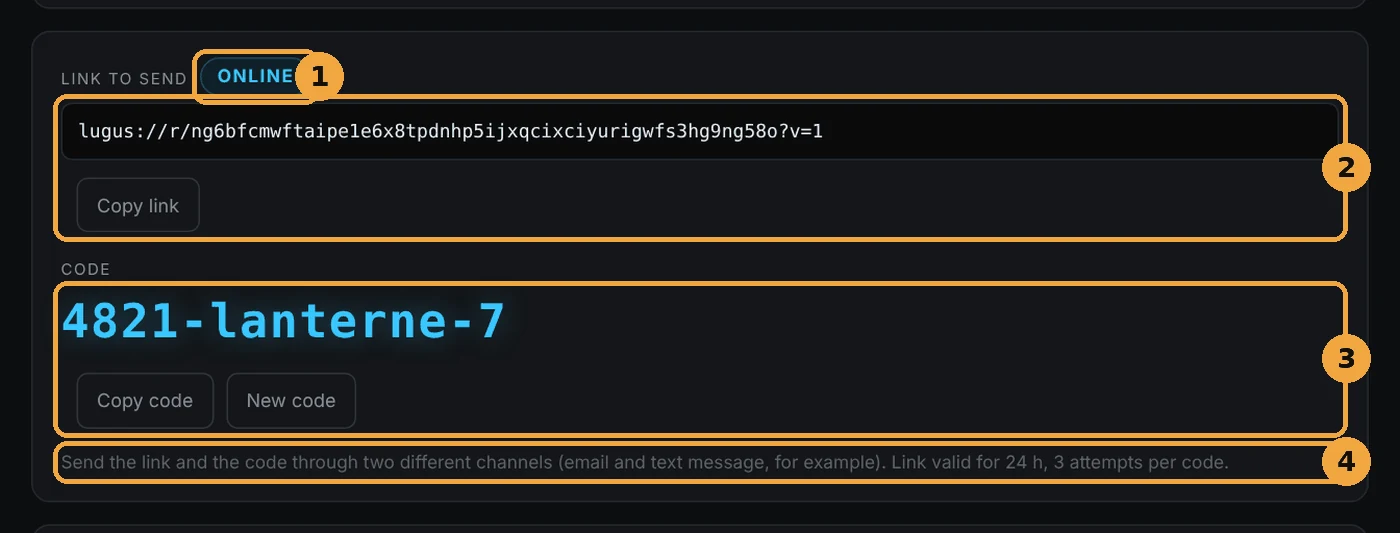 LINK TO SEND ONLINE 1
lugus://r/ng6bfcmwftaipe1e6x8tpdnhp5ijxqcixciyurigwfs3hg9ng58o?v=1
2
Copy link
CODE
4821-lanterne-7
3
Copy code New code
Send the link and the code through two different channels (email and text message, for example). Link valid for 24 h, 3 attempts per code. 4